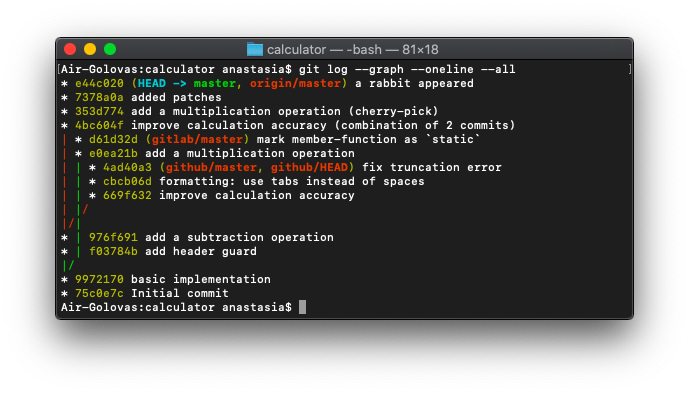 calculator — -bash — 81×18
[Air-Golovas:calculator anastasia$ git log --graph --oneline --all ]
* e44c020 (HEAD -> master, origin/master) a rabbit appeared
* 7378a0a added patches
* 353d774 add a multiplication operation (cherry-pick)
* 4bc604f improve calculation accuracy (combination of 2 commits)
| * d61d32d (gitlab/master) mark member-function as `static`
| * e0ea21b add a multiplication operation
| | * 4ad40a3 (github/master, github/HEAD) fix truncation error
| | * cbcb06d formatting: use tabs instead of spaces
| | * 669f632 improve calculation accuracy
| |/
|/|
* | 976f691 add a subtraction operation
* | f03784b add header guard
|/
* 9972170 basic implementation
* 75c0e7c Initial commit
Air-Golovas:calculator anastasia$